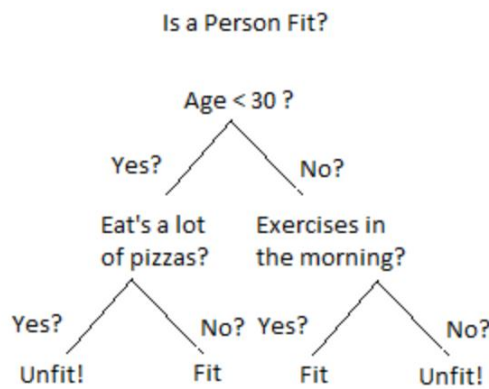 Is a Person Fit?
Age < 30 ?
Yes?
No?
Eat's a lot
of pizzas?
Exercises in
the morning?
Yes?
No?
Yes?
No?
Unfit!
Fit
Fit
Unfit!